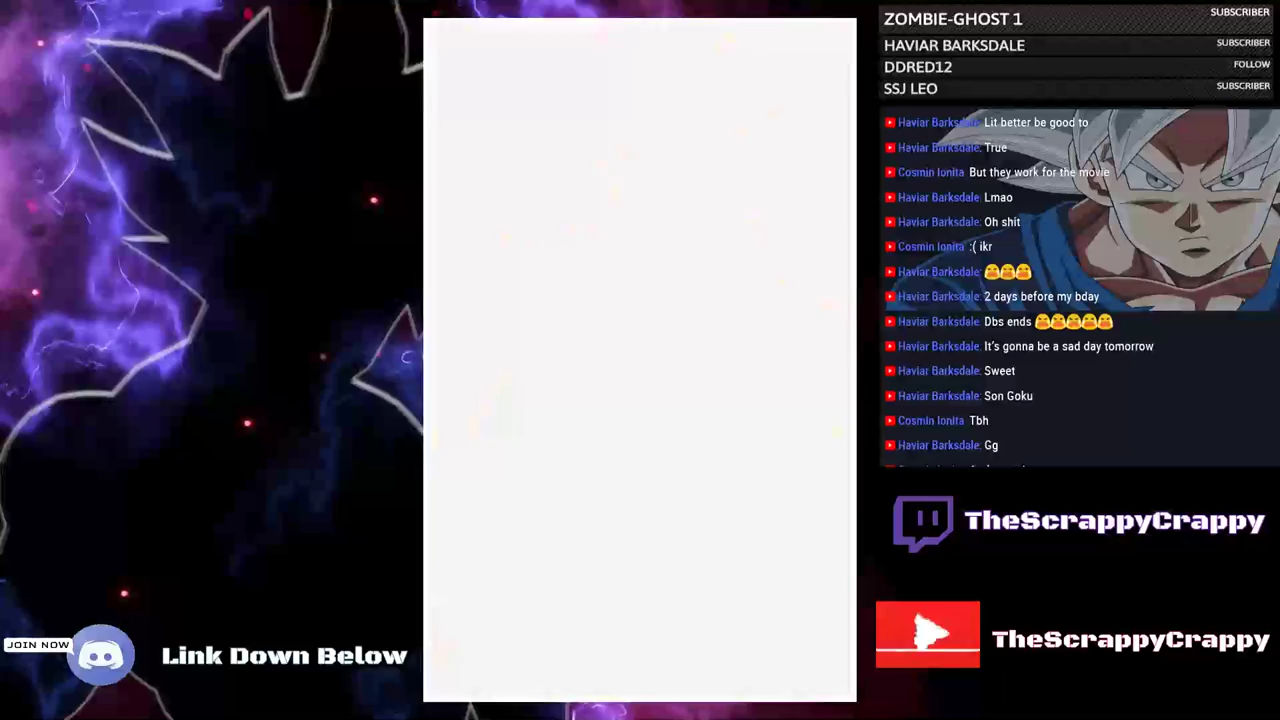 ZOMBIE-GHOST 1 SUBSCRIBER
HAVIAR BARKSDALE SUBSCRIBER
DDRED12 FOLLOW
SSJ LEO SUBSCRIBER
Haviar Barksdale: Lit better be good to
Haviar Barksdale: True
Cosmin Ionita: But they work for the movie
Haviar Barksdale: Lmao
Haviar Barksdale: Oh shit
Cosmin Ionita: :( ikr
Haviar Barksdale:
Haviar Barksdale: 2 days before my bday
Haviar Barksdale: Dbs ends
Haviar Barksdale: It's gonna be a sad day tomorrow
Haviar Barksdale: Sweet
Haviar Barksdale: Son Goku
Cosmin Ionita: Tbh
Haviar Barksdale: Gg
TheScrappyCrappy
TheScrappyCrappy
JOIN NOW
Link Down Below